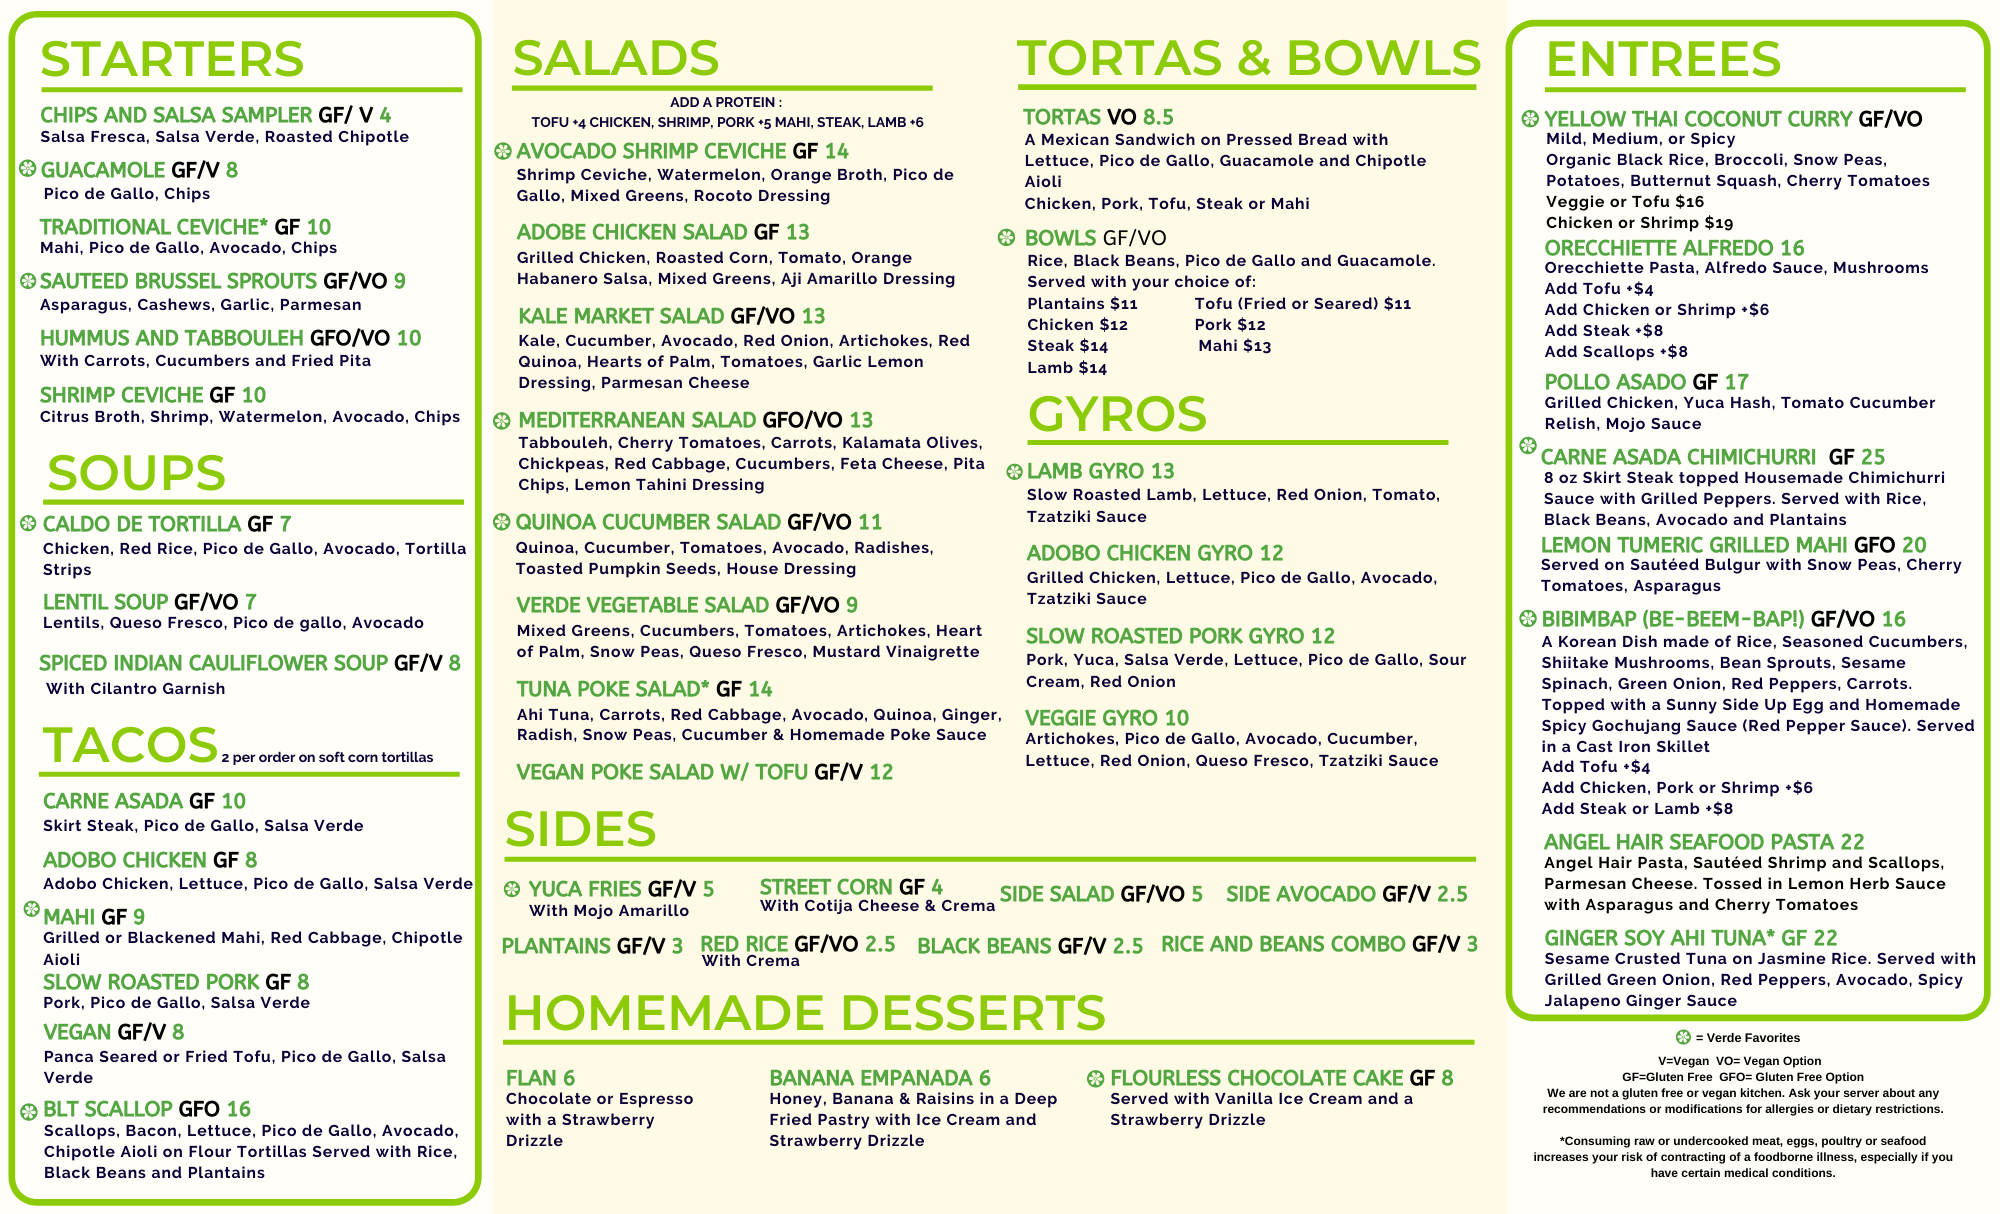 STARTERS
CHIPS AND SALSA SAMPLER GF/ V 4
Salsa Fresca, Salsa Verde, Roasted Chipotle
GUACAMOLE GF/V 8
Pico de Gallo, Chips
TRADITIONAL CEVICHE* GF 10
Mahi, Pico de Gallo, Avocado, Chips
SAUTEED BRUSSEL SPROUTS GF/VO 9
Asparagus, Cashews, Garlic, Parmesan
HUMMUS AND TABBOULEH GFO/VO 10
With Carrots, Cucumbers and Fried Pita
SHRIMP CEVICHE GF 10
Citrus Broth, Shrimp, Watermelon, Avocado, Chips
SOUPS
CALDO DE TORTILLA GF 7
Chicken, Red Rice, Pico de Gallo, Avocado, Tortilla
Strips
LENTIL SOUP GF/VO 7
Lentils, Queso Fresco, Pico de gallo, Avocado
SPICED INDIAN CAULIFLOWER SOUP GF/V 8
With Cilantro Garnish
TACOS 2 per order on soft corn tortillas
CARNE ASADA GF 10
Skirt Steak, Pico de Gallo, Salsa Verde
ADOBO CHICKEN GF 8
Adobo Chicken, Lettuce, Pico de Gallo, Salsa Verde
MAHI GF 9
Grilled or Blackened Mahi, Red Cabbage, Chipotle
Aioli
SLOW ROASTED PORK GF 8
Pork, Pico de Gallo, Salsa Verde
VEGAN GF/V 8
Panca Seared or Fried Tofu, Pico de Gallo, Salsa
Verde
BLT SCALLOP GFO 16
Scallops, Bacon, Lettuce, Pico de Gallo, Avocado,
Chipotle Aioli on Flour Tortillas Served with Rice,
Black Beans and Plantains
SALADS
ADD A PROTEIN :
TOFU +4 CHICKEN, SHRIMP, PORK +5 MAHI, STEAK, LAMB +6
AVOCADO SHRIMP CEVICHE GF 14
Shrimp Ceviche, Watermelon, Orange Broth, Pico de
Gallo, Mixed Greens, Rocoto Dressing
ADOBE CHICKEN SALAD GF 13
Grilled Chicken, Roasted Corn, Tomato, Orange
Habanero Salsa, Mixed Greens, Aji Amarillo Dressing
KALE MARKET SALAD GF/VO 13
Kale, Cucumber, Avocado, Red Onion, Artichokes, Red
Quinoa, Hearts of Palm, Tomatoes, Garlic Lemon
Dressing, Parmesan Cheese
MEDITERRANEAN SALAD GFO/VO 13
Tabbouleh, Cherry Tomatoes, Carrots, Kalamata Olives,
Chickpeas, Red Cabbage, Cucumbers, Feta Cheese, Pita
Chips, Lemon Tahini Dressing
QUINOA CUCUMBER SALAD GF/VO 11
Quinoa, Cucumber, Tomatoes, Avocado, Radishes,
Toasted Pumpkin Seeds, House Dressing
VERDE VEGETABLE SALAD GF/VO 9
Mixed Greens, Cucumbers, Tomatoes, Artichokes, Heart
of Palm, Snow Peas, Queso Fresco, Mustard Vinaigrette
TUNA POKE SALAD* GF 14
Ahi Tuna, Carrots, Red Cabbage, Avocado, Quinoa, Ginger,
Radish, Snow Peas, Cucumber & Homemade Poke Sauce
VEGAN POKE SALAD W/ TOFU GF/V 12
TORTAS & BOWLS
TORTAS VO 8.5
A Mexican Sandwich on Pressed Bread with
Lettuce, Pico de Gallo, Guacamole and Chipotle
Aioli
Chicken, Pork, Tofu, Steak or Mahi
BOWLS GF/VO
Rice, Black Beans, Pico de Gallo and Guacamole.
Served with your choice of:
Plantains $11 Tofu (Fried or Seared) $11
Chicken $12 Pork $12
Steak $14 Mahi $13
Lamb $14
GYROS
LAMB GYRO 13
Slow Roasted Lamb, Lettuce, Red Onion, Tomato,
Tzatziki Sauce
ADOBO CHICKEN GYRO 12
Grilled Chicken, Lettuce, Pico de Gallo, Avocado,
Tzatziki Sauce
SLOW ROASTED PORK GYRO 12
Pork, Yuca, Salsa Verde, Lettuce, Pico de Gallo, Sour
Cream, Red Onion
VEGGIE GYRO 10
Artichokes, Pico de Gallo, Avocado, Cucumber,
Lettuce, Red Onion, Queso Fresco, Tzatziki Sauce
SIDES
YUCA FRIES GF/V 5
With Mojo Amarillo
STREET CORN GF 4
With Cotija Cheese & Crema
SIDE SALAD GF/VO 5
SIDE AVOCADO GF/V 2.5
PLANTAINS GF/V 3
RED RICE GF/VO 2.5
With Crema
BLACK BEANS GF/V 2.5
RICE AND BEANS COMBO GF/V 3
HOMEMADE DESSERTS
FLAN 6
Chocolate or Espresso
with a Strawberry
Drizzle
BANANA EMPANADA 6
Honey, Banana & Raisins in a Deep
Fried Pastry with Ice Cream and
Strawberry Drizzle
FLOURLESS CHOCOLATE CAKE GF 8
Served with Vanilla Ice Cream and a
Strawberry Drizzle
ENTREES
YELLOW THAI COCONUT CURRY GF/VO
Mild, Medium, or Spicy
Organic Black Rice, Broccoli, Snow Peas,
Potatoes, Butternut Squash, Cherry Tomatoes
Veggie or Tofu $16
Chicken or Shrimp $19
ORECCHIETTE ALFREDO 16
Orecchiette Pasta, Alfredo Sauce, Mushrooms
Add Tofu +$4
Add Chicken or Shrimp +$6
Add Steak +$8
Add Scallops +$8
POLLO ASADO GF 17
Grilled Chicken, Yuca Hash, Tomato Cucumber
Relish, Mojo Sauce
CARNE ASADA CHIMICHURRI GF 25
8 oz Skirt Steak topped Housemade Chimichurri
Sauce with Grilled Peppers. Served with Rice,
Black Beans, Avocado and Plantains
LEMON TUMERIC GRILLED MAHI GFO 20
Served on Sautéed Bulgur with Snow Peas, Cherry
Tomatoes, Asparagus
BIBIMBAP (BE-BEEM-BAP!) GF/VO 16
A Korean Dish made of Rice, Seasoned Cucumbers,
Shiitake Mushrooms, Bean Sprouts, Sesame
Spinach, Green Onion, Red Peppers, Carrots.
Topped with a Sunny Side Up Egg and Homemade
Spicy Gochujang Sauce (Red Pepper Sauce). Served
in a Cast Iron Skillet
Add Tofu +$4
Add Chicken, Pork or Shrimp +$6
Add Steak or Lamb +$8
ANGEL HAIR SEAFOOD PASTA 22
Angel Hair Pasta, Sautéed Shrimp and Scallops,
Parmesan Cheese. Tossed in Lemon Herb Sauce
with Asparagus and Cherry Tomatoes
GINGER SOY AHI TUNA* GF 22
Sesame Crusted Tuna on Jasmine Rice. Served with
Grilled Green Onion, Red Peppers, Avocado, Spicy
Jalapeno Ginger Sauce
= Verde Favorites
V=Vegan VO= Vegan Option
GF=Gluten Free GFO= Gluten Free Option
We are not a gluten free or vegan kitchen. Ask your server about any
recommendations or modifications for allergies or dietary restrictions.
*Consuming raw or undercooked meat, eggs, poultry or seafood
increases your risk of contracting of a foodborne illness, especially if you
have certain medical conditions.